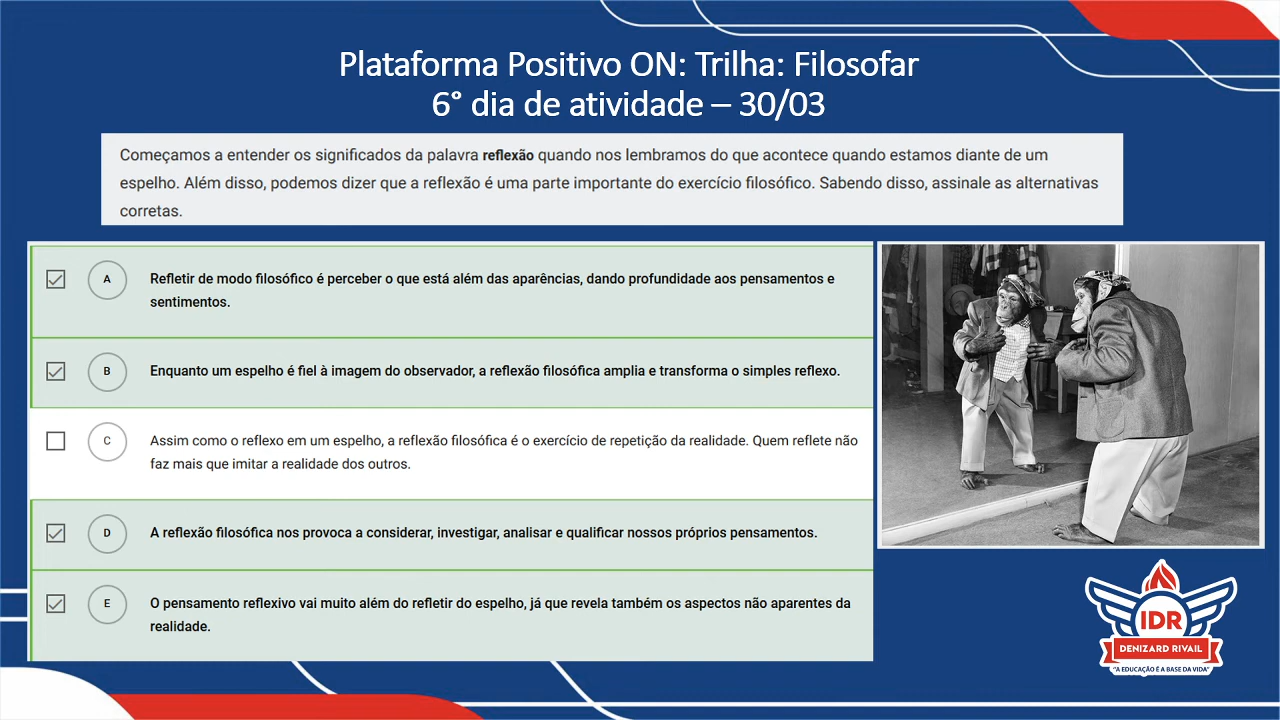 Plataforma Positivo ON: Trilha: Filosofar
6° dia de atividade – 30/03
Começamos a entender os significados da palavra reflexão quando nos lembramos do que acontece quando estamos diante de um
espelho. Além disso, podemos dizer que a reflexão é uma parte importante do exercício filosófico. Sabendo disso, assinale as alternativas
corretas.
A Refletir de modo filosófico é perceber o que está além das aparências, dando profundidade aos pensamentos e
sentimentos.
B Enquanto um espelho é fiel à imagem do observador, a reflexão filosófica amplia e transforma o simples reflexo.
C Assim como o reflexo em um espelho, a reflexão filosófica é o exercício de repetição da realidade. Quem reflete não
faz mais que imitar a realidade dos outros.
D A reflexão filosófica nos provoca a considerar, investigar, analisar e qualificar nossos próprios pensamentos.
E O pensamento reflexivo vai muito além do refletir do espelho, já que revela também os aspectos não aparentes da
realidade.
IDR
DENIZARD RIVAIL
"A EDUCAÇÃO É A BASE DA VIDA"